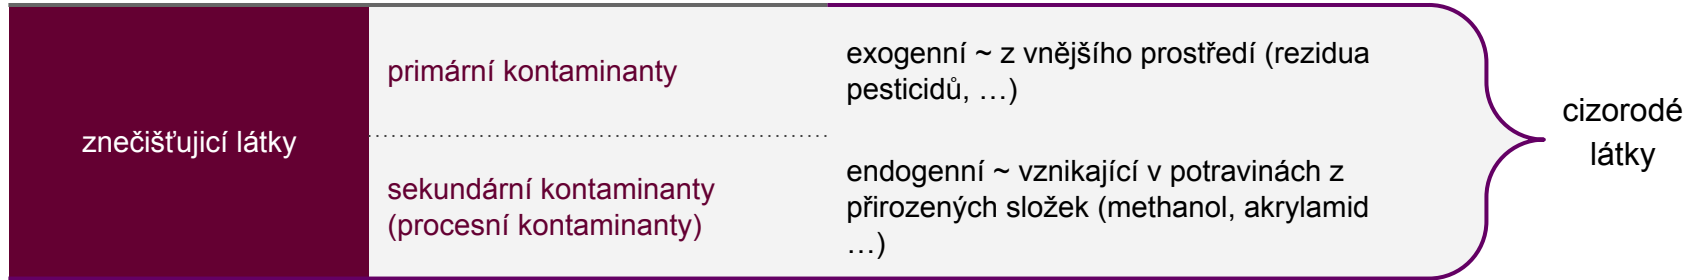 znečišťujicí látky
primární kontaminanty
exogenní ~ z vnějšího prostředí (rezidua
pesticidů, …)
sekundární kontaminanty
(procesní kontaminanty)
endogenní ~ vznikající v potravinách z
přirozených složek (methanol, akrylamid
…)
cizorodé
látky